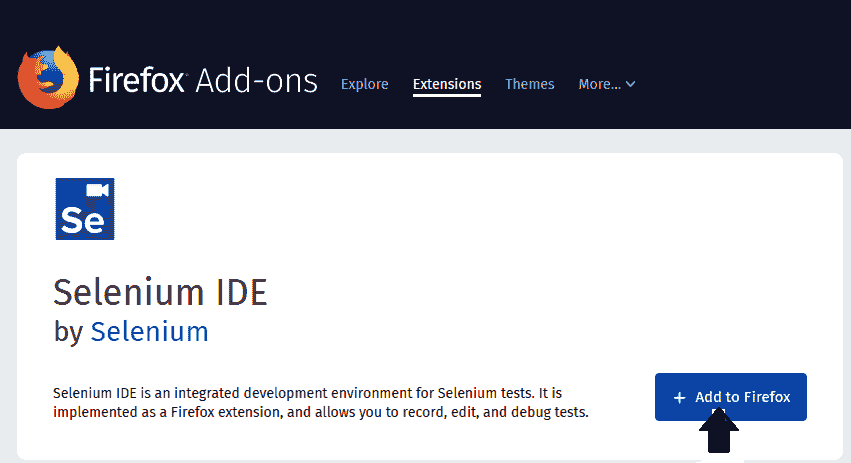 Firefox Add-ons Explore Extensions Themes More...
Se
Selenium IDE
by Selenium
Selenium IDE is an integrated development environment for Selenium tests. It is
implemented as a Firefox extension, and allows you to record, edit, and debug tests.
+ Add to Firefox